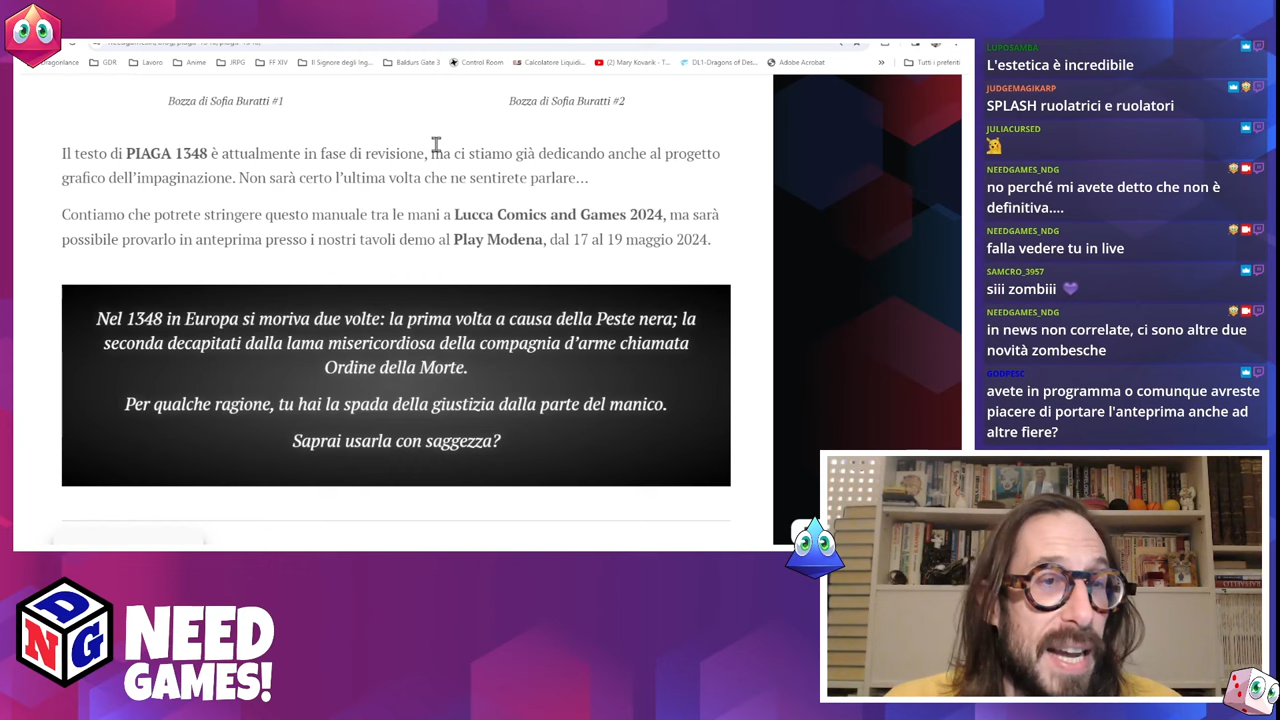 Dragonlance
GDR
Lavoro
Anime
JRPG
FF XIV
Il Signore degli Ing...
Baldurs Gate 3
Control Room
Calcolatore Liquidi...
(2) Mary Kovank - T...
DL1-Dragons of Des...
Adobe Acrobat
»
Tutti i preferiti
Bozza di Sofia Buratti #1
Bozza di Sofia Buratti #2
Il testo di PIAGA 1348 è attualmente in fase di revisione, ma ci stiamo già dedicando anche al progetto
grafico dell’impaginazione. Non sarà certo l’ultima volta che ne sentirete parlare…
Contiamo che potrete stringere questo manuale tra le mani a Lucca Comics and Games 2024, ma sarà
possibile provarlo in anteprima presso i nostri tavoli demo al Play Modena, dal 17 al 19 maggio 2024.
Nel 1348 in Europa si moriva due volte: la prima volta a causa della Peste nera; la
seconda decapitati dalla lama misericordiosa della compagnia d’arme chiamata
Ordine della Morte.
Per qualche ragione, tu hai la spada della giustizia dalla parte del manico.
Saprai usarla con saggezza?
LUPOSAMBA
L'estetica è incredibile
JUDGEMAGIKARP
SPLASH ruolatrici e ruolatori
JULIACURSED
NEEDGAMES_NDG
no perché mi avete detto che non è
definitiva....
NEEDGAMES_NDG
falla vedere tu in live
SAMCRO_3957
siii zombiii
NEEDGAMES_NDG
in news non correlate, ci sono altre due
novità zombesche
GODPESC
avete in programma o comunque avreste
piacere di portare l'anteprima anche ad
altre fiere?
D
N G
NEED
GAMES!